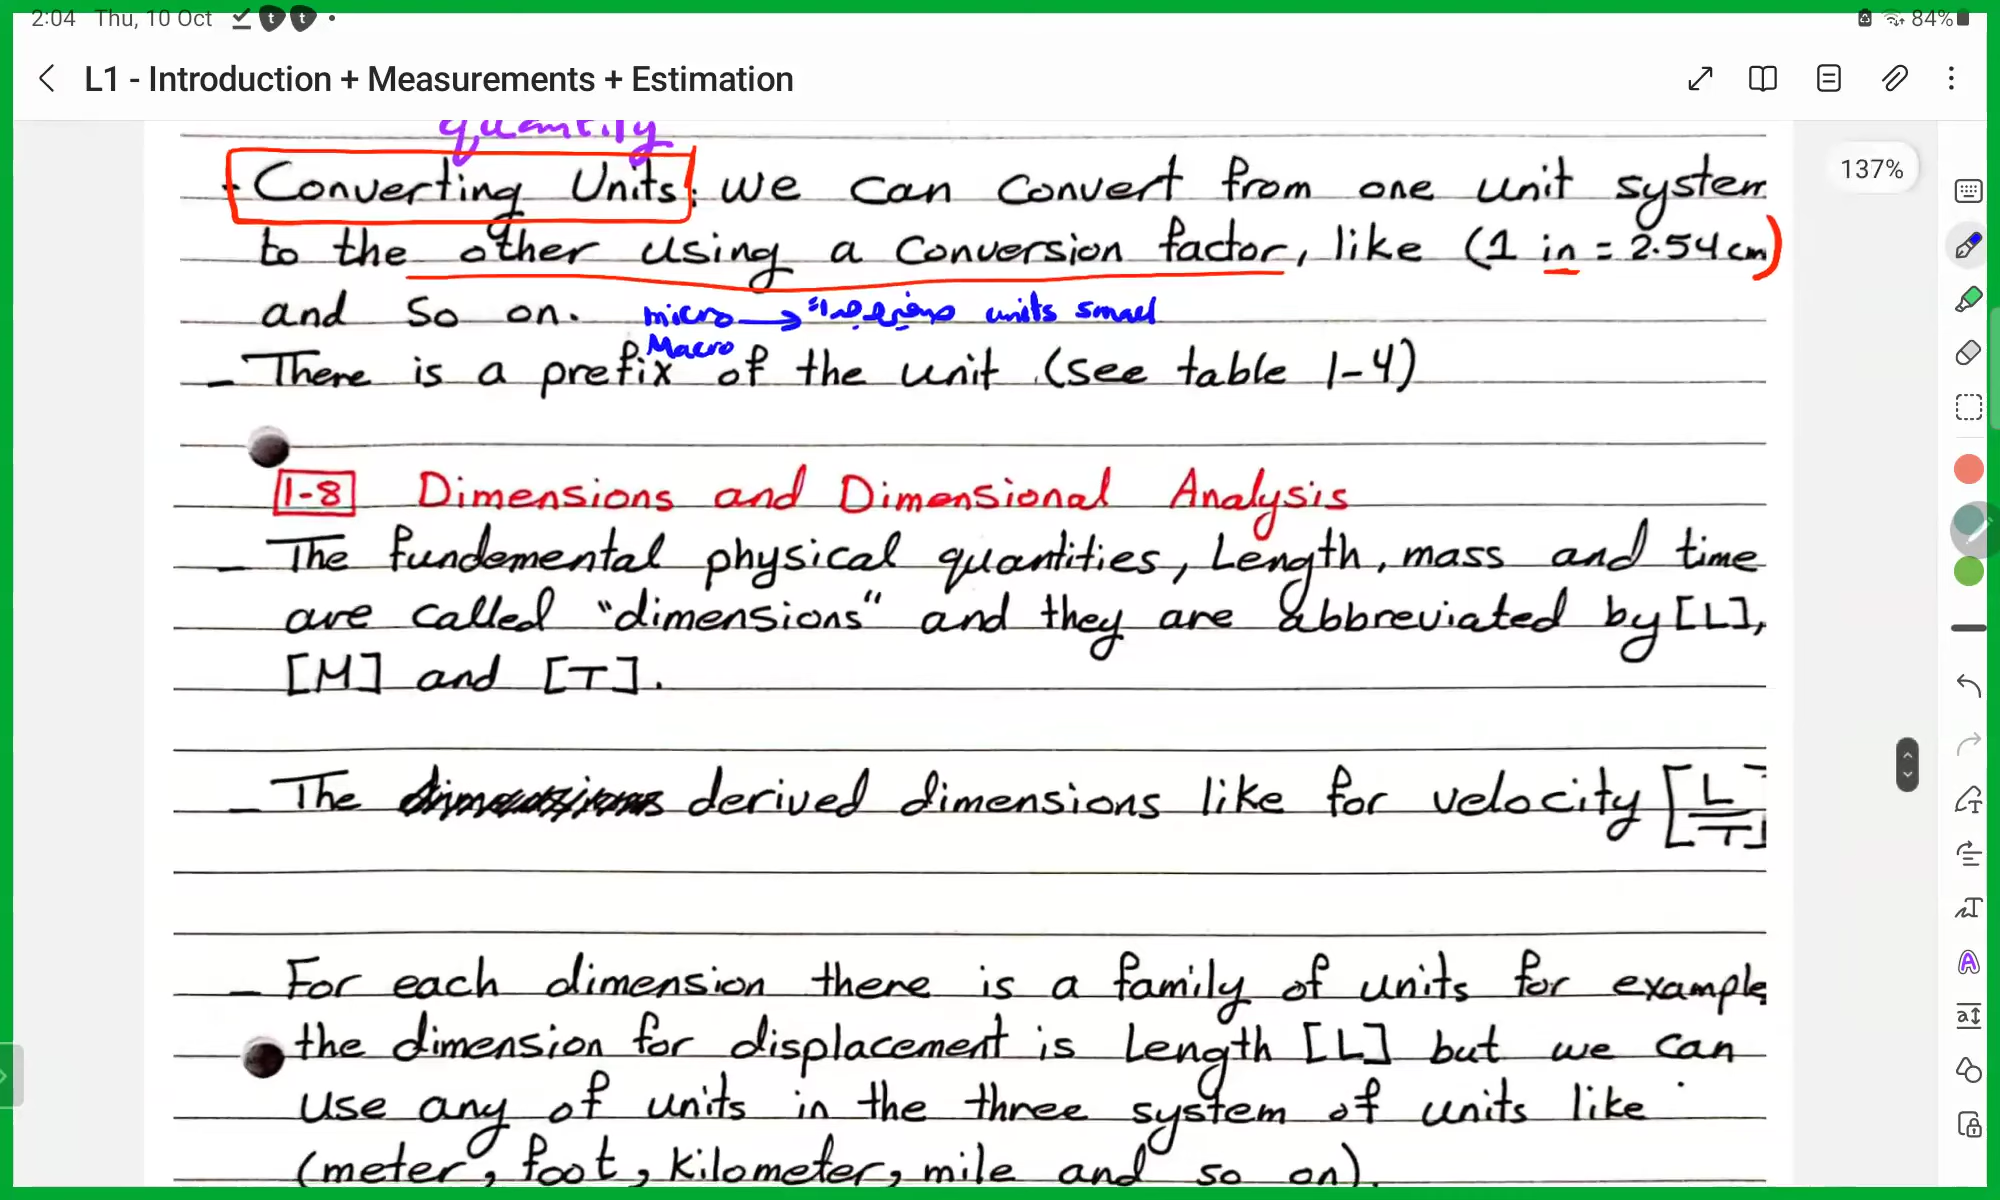 2:04 Thu, 10 Oct
84%
L1 - Introduction + Measurements + Estimation
137%
quantity
- Converting Units: we can convert from one unit system
to the other using a conversion factor, like (1 in = 2.54 cm)
and so on.
micro → units small
Macro
- There is a prefix of the unit (see table 1-4)
1-8 Dimensions and Dimensional Analysis
- The fundemental physical quantities, Length, mass and time
are called "dimensions" and they are abbreviated by [L],
[M] and [T].
- The derived dimensions like for velocity [L/T]
- For each dimension there is a family of units for example
the dimension for displacement is Length [L] but we can
use any of units in the three system of units like
(meter, foot, kilometer, mile and so on).